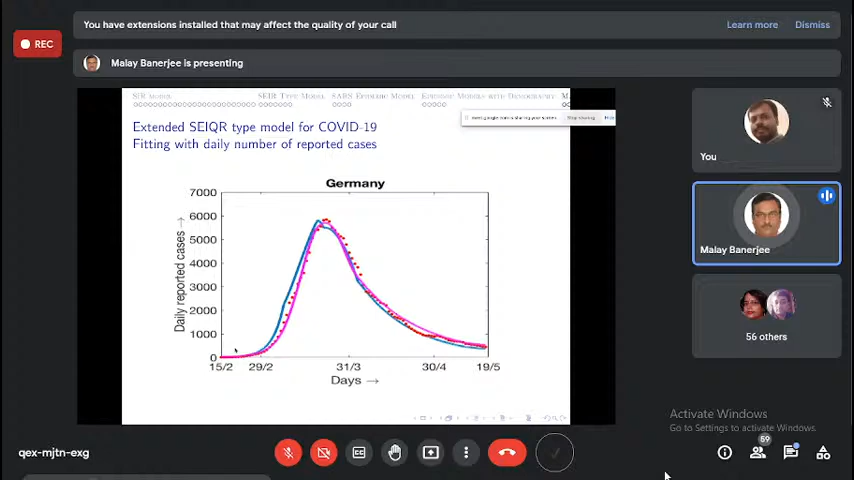 You have extensions installed that may affect the quality of your call
Learn more
Dismiss
REC
Malay Banerjee is presenting
SIR MODEL
SEIR TYPE MODEL
SARS EPIDEMIC MODEL
EPIDEMIC MODELS WITH DEMOGRAPHY
Extended SEIQR type model for COVID-19
Fitting with daily number of reported cases
Stop sharing
Germany
7000
6000
5000
4000
3000
2000
1000
0
Daily reported cases →
15/2
29/2
31/3
30/4
19/5
Days →
You
Malay Banerjee
56 others
Activate Windows
Go to Settings to activate Windows.
qex-mjtn-exg
59